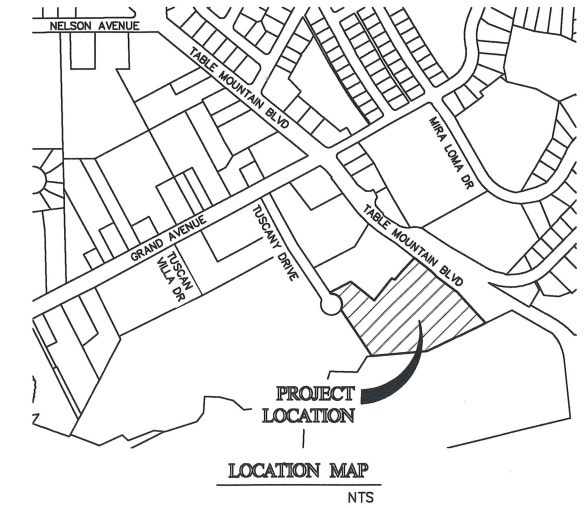 NELSON AVENUE
TABLE MOUNTAIN BLVD
MIRA LOMA DR
GRAND AVENUE
TUSCAN
VILLA DR
TUSCANY DRIVE
TABLE MOUNTAIN BLVD
PROJECT
LOCATION
LOCATION MAP
NTS